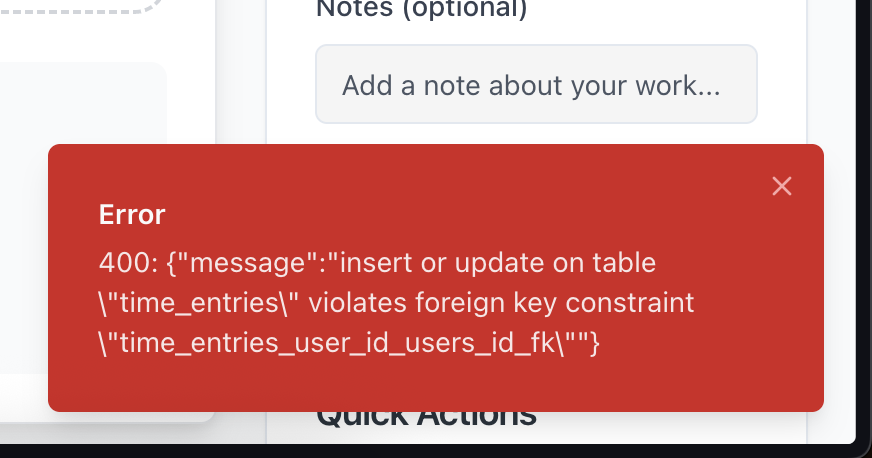 Notes (optional)
Add a note about your work...
Error
400: {"message":"insert or update on table
\"time_entries\" violates foreign key constraint
\"time_entries_user_id_users_id_fk\""}
Quick Actions